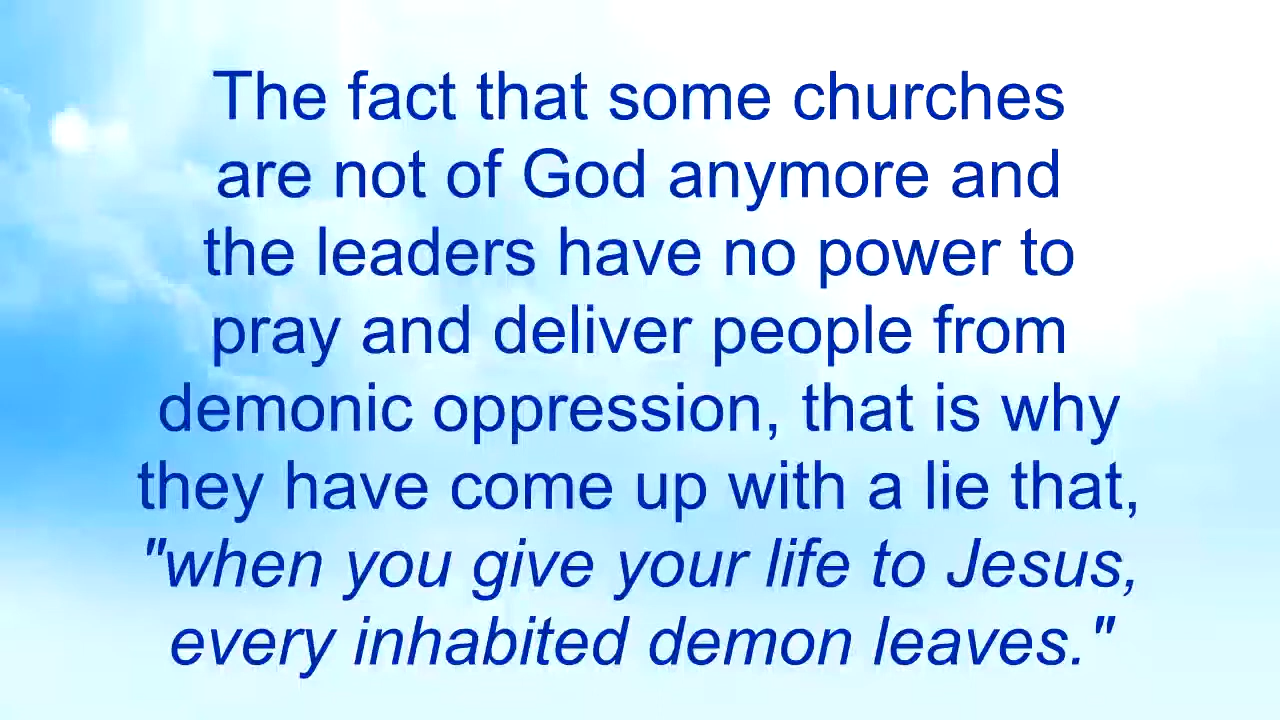 The fact that some churches
are not of God anymore and
the leaders have no power to
pray and deliver people from
demonic oppression, that is why
they have come up with a lie that,
"when you give your life to Jesus,
every inhabited demon leaves."